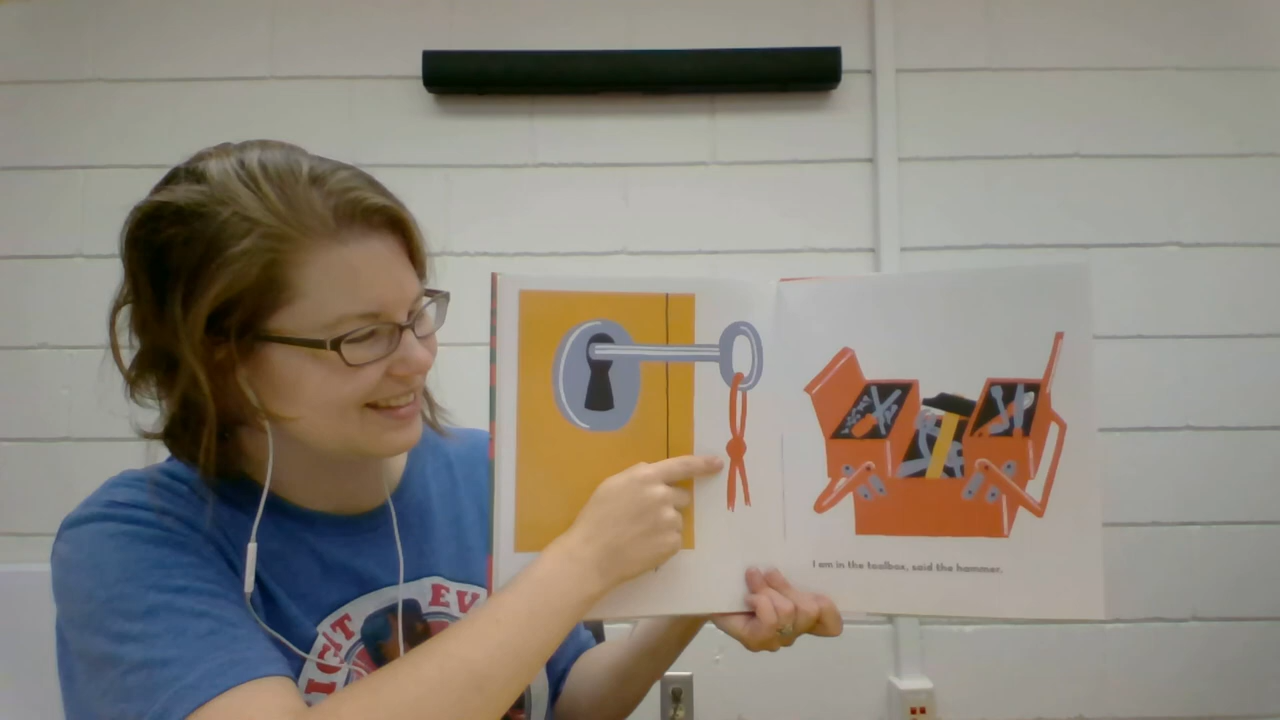 I am in the toolbox, said the hammer.